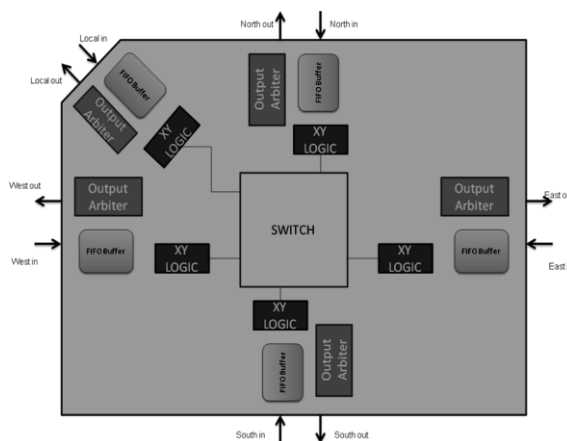 North out
North in
Local in
Local out
FIFO Buffer
Output
Arbiter
Output
Arbiter
FIFO Buffer
XY
LOGIC
XY
LOGIC
West out
Output
Arbiter
Output
Arbiter
East o
SWITCH
West in
FIFO Buffer
XY
LOGIC
XY
LOGIC
FIFO Buffer
East i
XY
LOGIC
FIFO Buffer
Output
Arbiter
South in
South out